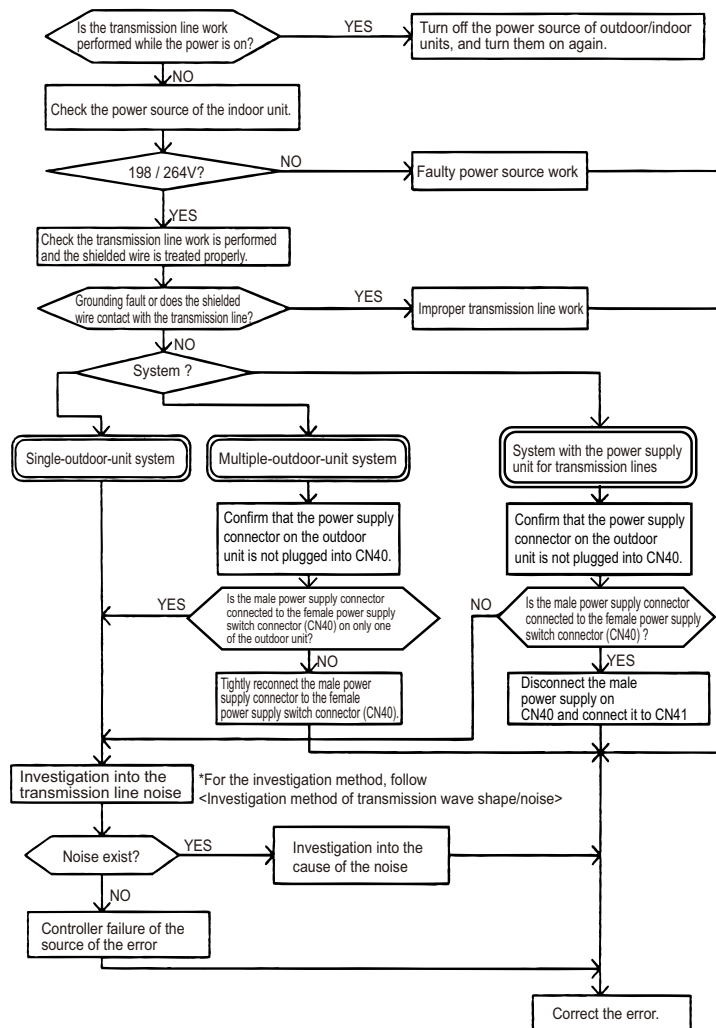 Is the transmission line work
performed while the power is on?
YES
Turn off the power source of outdoor/indoor
units, and turn them on again.
NO
Check the power source of the indoor unit.
198 / 264V?
NO
Faulty power source work
YES
Check the transmission line work is performed
and the shielded wire is treated properly.
Grounding fault or does the shielded
wire contact with the transmission line?
YES
Improper transmission line work
NO
System ?
Single-outdoor-unit system
Multiple-outdoor-unit system
System with the power supply
unit for transmission lines
Confirm that the power supply
connector on the outdoor
unit is not plugged into CN40.
Confirm that the power supply
connector on the outdoor
unit is not plugged into CN40.
YES
Is the male power supply connector
connected to the female power supply
switch connector (CN40) on only one
of the outdoor unit?
NO
Is the male power supply connector
connected to the female power supply
switch connector (CN40) ?
NO
YES
Tightly reconnect the male power
supply connector to the female
power supply switch connector (CN40).
Disconnect the male
power supply on
CN40 and connect it to CN41
Investigation into the
transmission line noise
*For the investigation method, follow
<Investigation method of transmission wave shape/noise>
Noise exist?
YES
Investigation into the
cause of the noise
NO
Controller failure of the
source of the error
Correct the error.